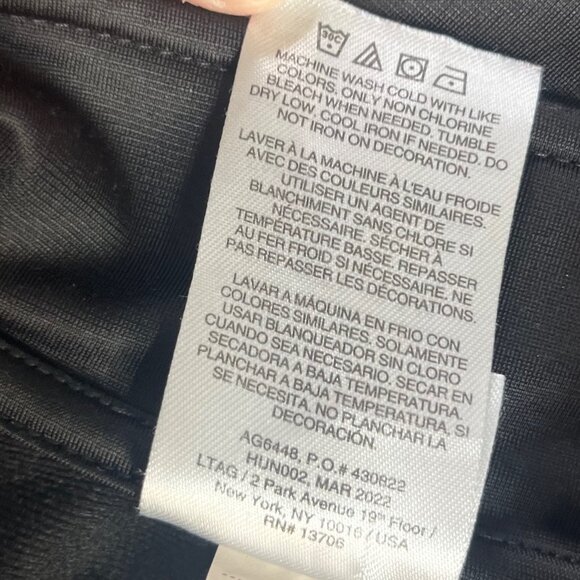 30C
MACHINE WASH COLD WITH LIKE
COLORS. ONLY NON CHLORINE
BLEACH WHEN NEEDED. TUMBLE
DRY LOW. COOL IRON IF NEEDED. DO
NOT IRON ON DECORATION.
LAVER À LA MACHINE À L'EAU FROIDE
AVEC DES COULEURS SIMILAIRES.
UTILISER UN AGENT DE
BLANCHIMENT SANS CHLORE SI
NÉCESSAIRE. SÉCHER À
TEMPÉRATURE BASSE. REPASSER
AU FER FROID SI NÉCESSAIRE. NE
PAS REPASSER LES DÉCORATIONS.
LAVAR A MÁQUINA EN FRIO CON
COLORES SIMILARES. SOLAMENTE
USAR BLANQUEADOR SIN CLORO
CUANDO SEA NECESARIO. SECAR EN
SECADORA A BAJA TEMPERATURA.
PLANCHAR A BAJA TEMPERATURA, SI
SE NECESITA. NO PLANCHAR LA
DECORACIÓN.
AG6448, P.O.# 430822
HUN002, MAR 2022
LTAG / 2 Park Avenue 19th Floor /
New York, NY 10016 / USA
RN# 13706